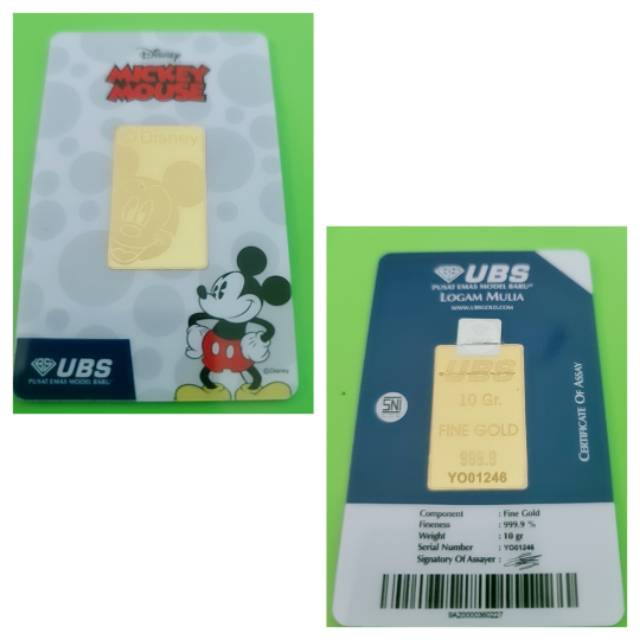 Disney
MICKEY
MOUSE
© Disney
UBS
PUSAT EMAS MODEL BARU
©Disney
UBS
PUSAT EMAS MODEL BARU
LOGAM MULIA
WWW.UBSGOLD.COM
UBS
10 Gr.
FINE GOLD
999.9
YO01246
SNI
CERTIFICATE OF ASSAY
Component : Fine Gold
Fineness : 999.9 %
Weight : 10 gr
Serial Number : YO01246
Signatory Of Assayer :
9A20000360227